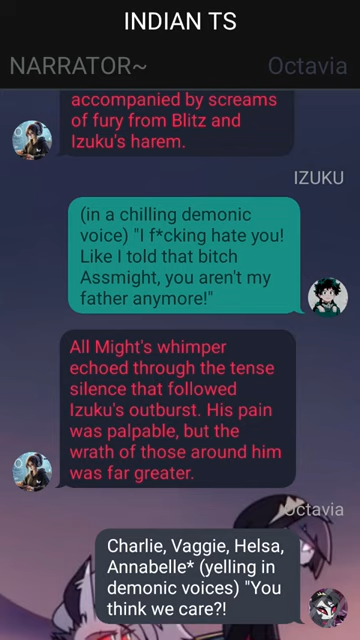 INDIAN TS
NARRATOR~
Octavia
accompanied by screams
of fury from Blitz and
Izuku's harem.
IZUKU
(in a chilling demonic
voice) "I f*cking hate you!
Like I told that bitch
Assmight, you aren't my
father anymore!"
All Might's whimper
echoed through the tense
silence that followed
Izuku's outburst. His pain
was palpable, but the
wrath of those around him
was far greater.
Octavia
Charlie, Vaggie, Helsa,
Annabelle* (yelling in
demonic voices) "You
think we care?!